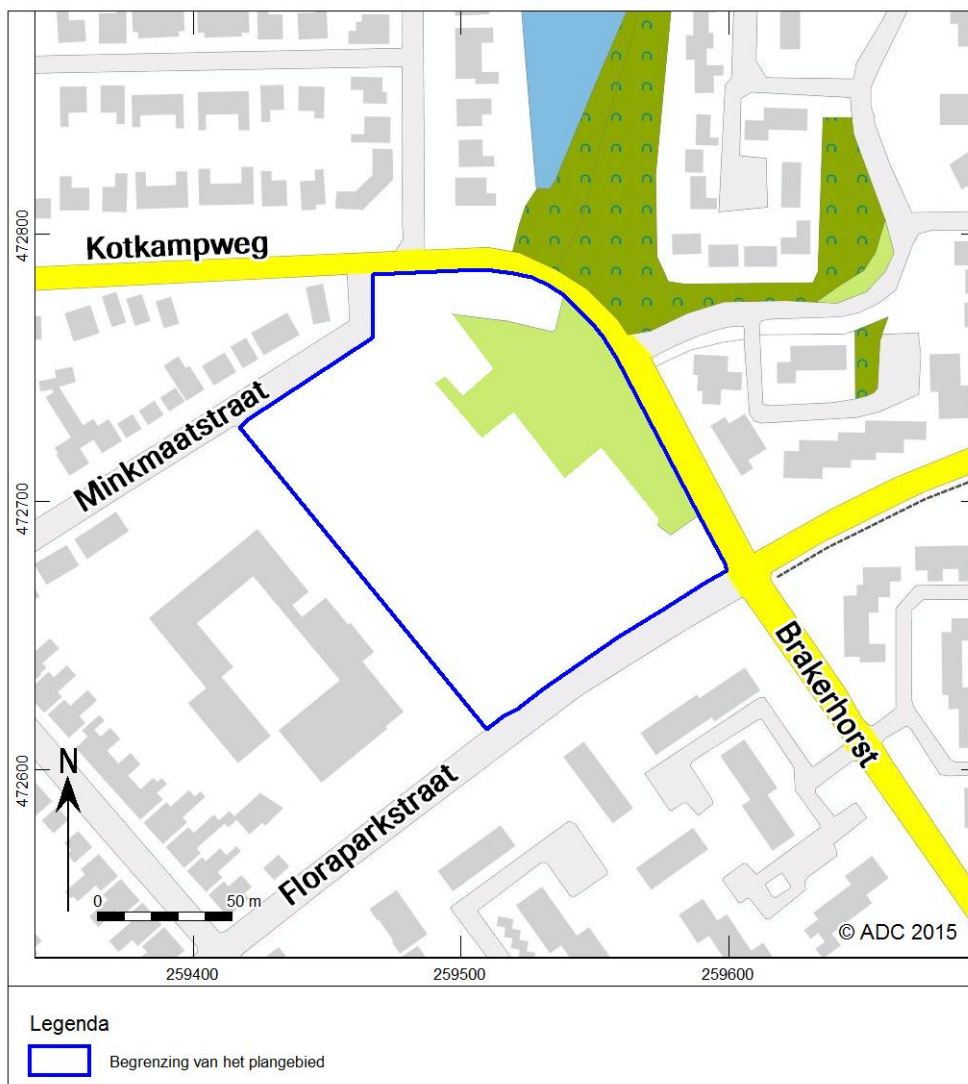 Kotkampweg
472800
Minkmaatstraat
472700
Brakerhorst
472600
N
Floraparkstraat
0 50 m
© ADC 2015
259400 259500 259600
Legenda
Begrenzing van het plangebied